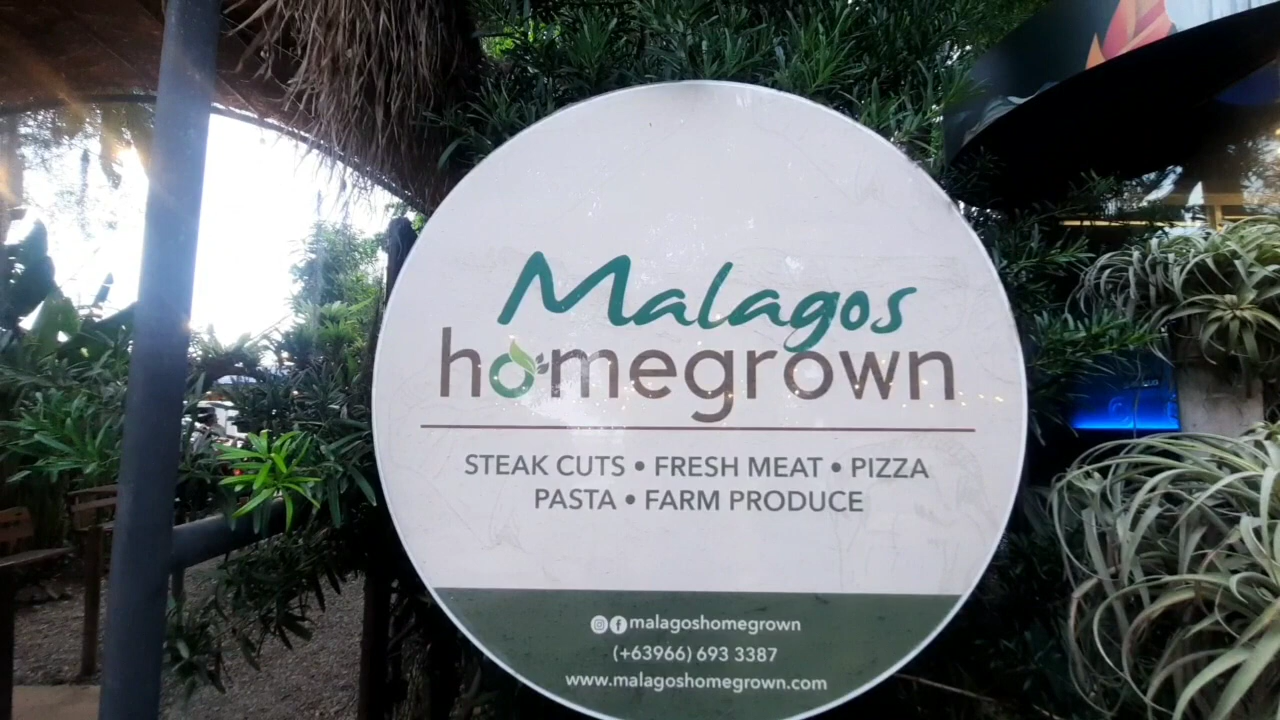 Malagos
homegrown
STEAK CUTS • FRESH MEAT • PIZZA
PASTA • FARM PRODUCE
malagoshomegrown
(+63966) 693 3387
www.malagoshomegrown.com